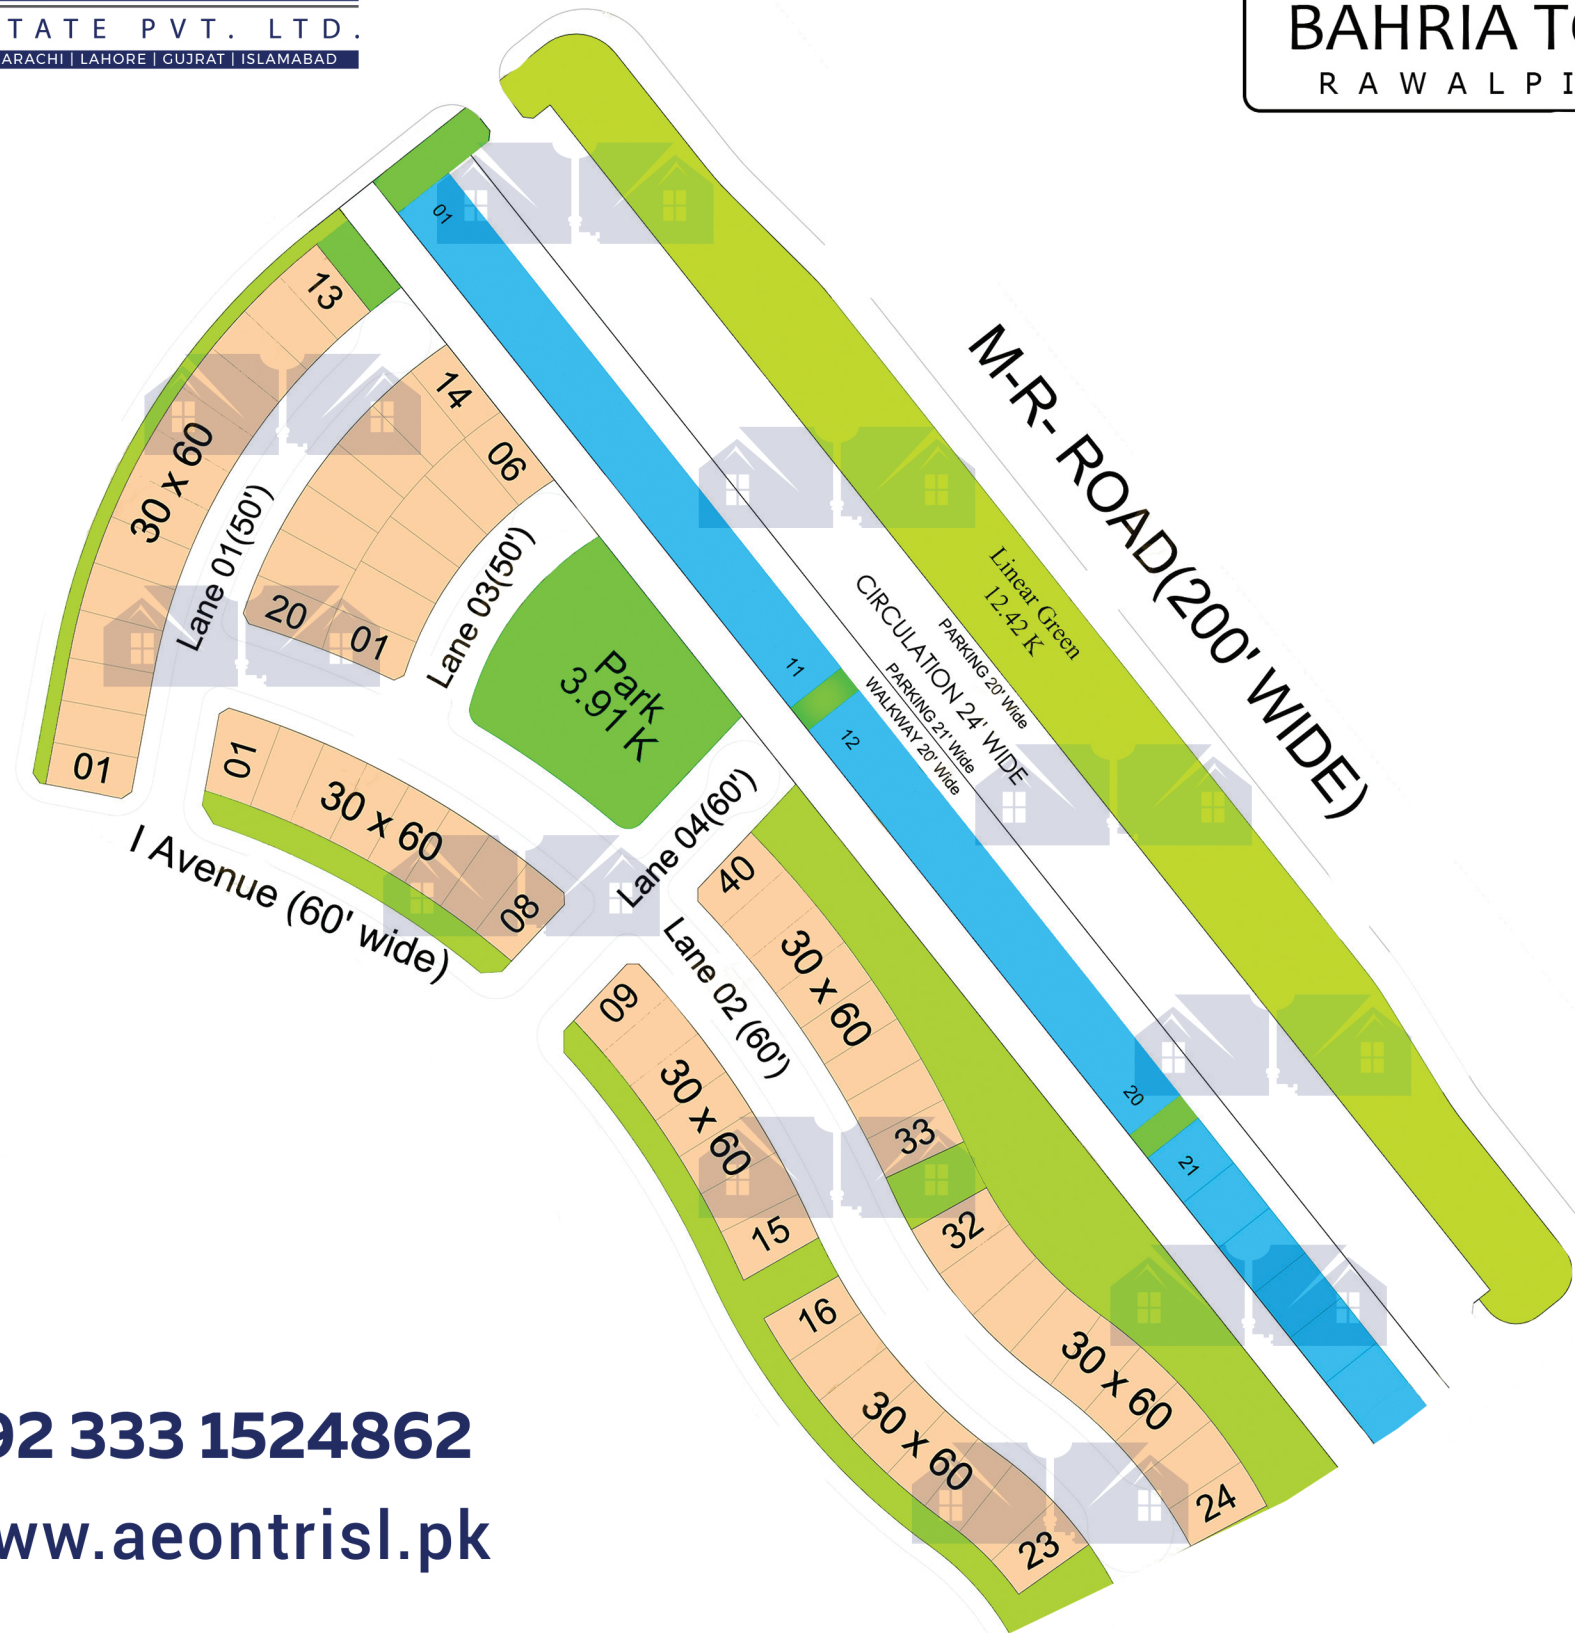 TATE PVT. LTD.
ARACHI | LAHORE | GUJRAT | ISLAMABAD
BAHRIA TO
RAWALPI
01
13
14
06
30 x 60
Lane 01(50')
Lane 03(50')
20
01
01
Park
3.91 K
11
12
Linear Green
12.42 K
PARKING 20' Wide
CIRCULATION 24' WIDE
PARKING 21' Wide
WALKWAY 20' Wide
M-R- ROAD(200' WIDE)
01
30 x 60
08
I Avenue (60' wide)
Lane 04(60')
Lane 02 (60')
40
30 x 60
33
09
30 x 60
15
20
21
32
30 x 60
24
16
30 x 60
23
92 333 1524862
ww.aeontrisl.pk